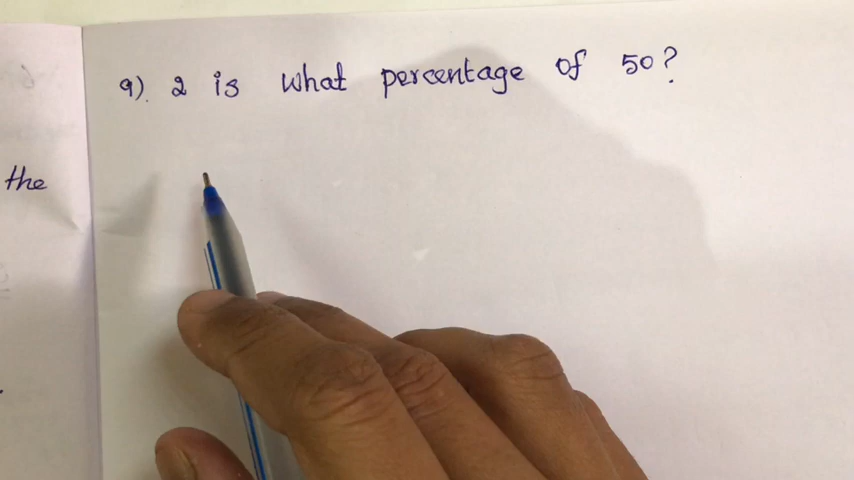 9). 2 is what percentage of 50?
the